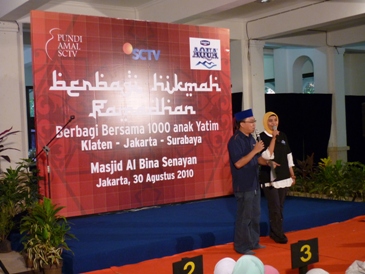 PUNDI
AMAL
SCTV
SCTV
AQUA
berbagi hikmah
Ramadhan
Berbagi Bersama 1000 anak Yatim
Klaten - Jakarta - Surabaya
Masjid Al Bina Senayan
Jakarta, 30 Agustus 2010
2
3